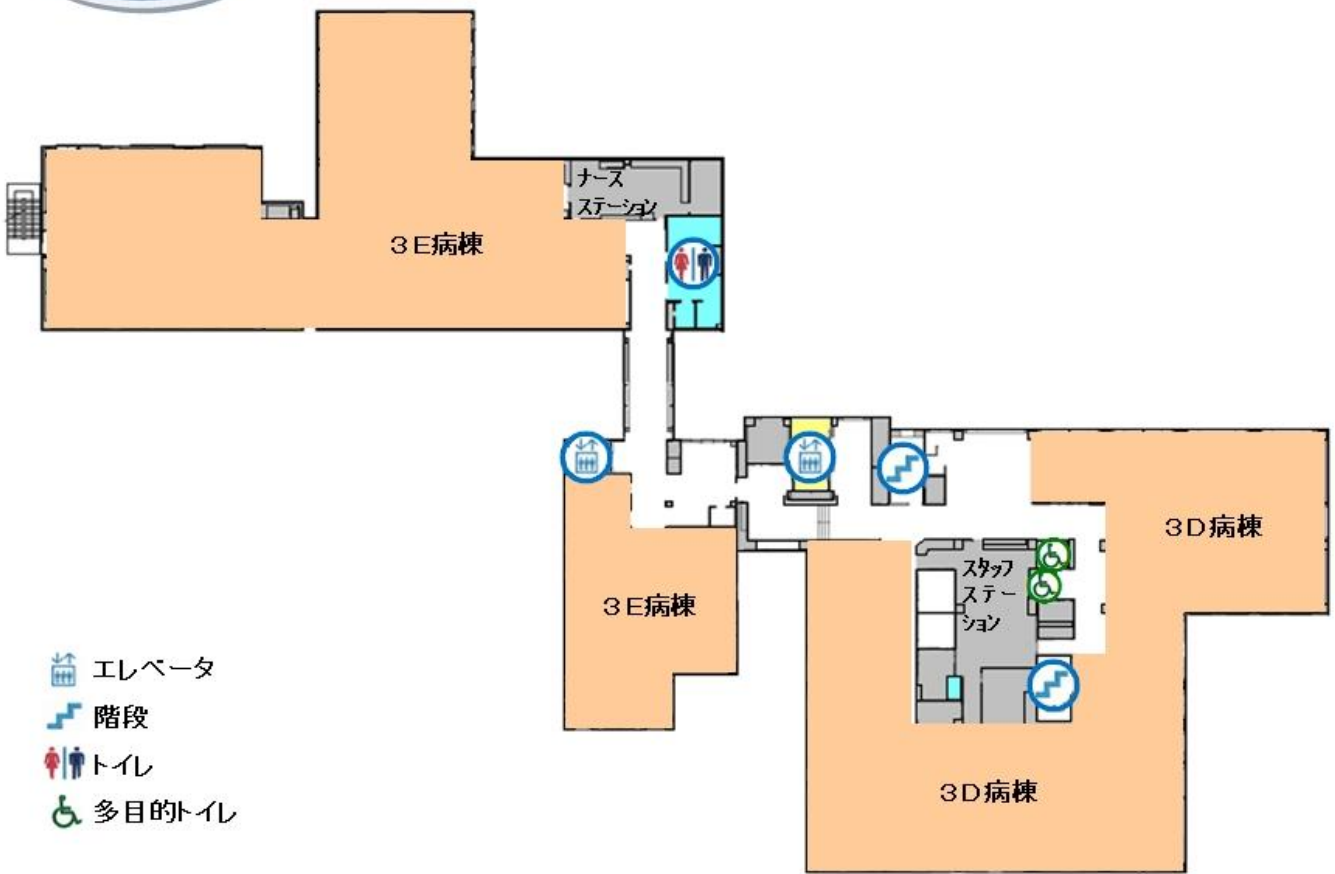 ナース
ステーション
3E病棟
3D病棟
スタッフ
ステー
ション
3E病棟
3D病棟
エレベータ
階段
トイレ
多目的トイレ